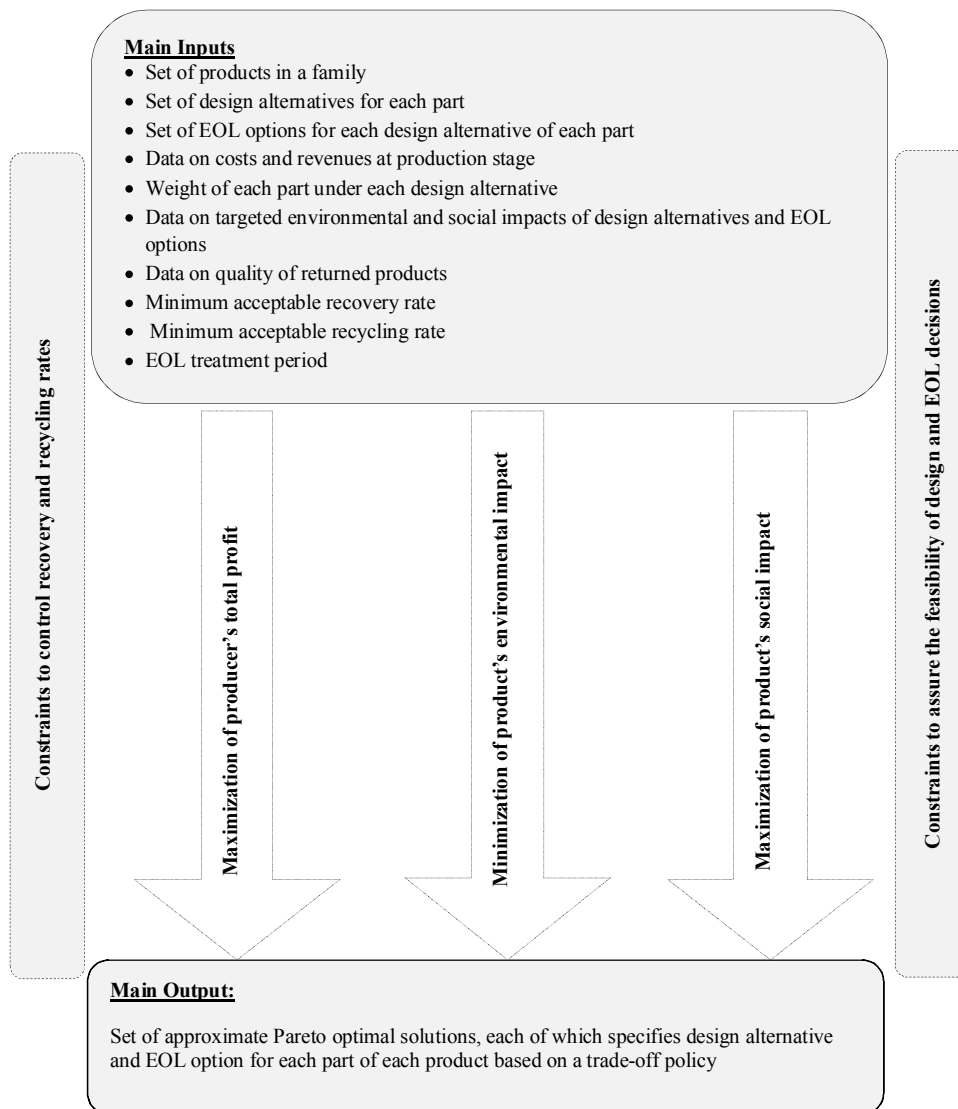 Main Inputs
• Set of products in a family
• Set of design alternatives for each part
• Set of EOL options for each design alternative of each part
• Data on costs and revenues at production stage
• Weight of each part under each design alternative
• Data on targeted environmental and social impacts of design alternatives and EOL
options
• Data on quality of returned products
• Minimum acceptable recovery rate
• Minimum acceptable recycling rate
• EOL treatment period
Constraints to control recovery and recycling rates
Maximization of producer's total profit
Minimization of product's environmental impact
Maximization of product's social impact
Constraints to assure the feasibility of design and EOL decisions
Main Output:
Set of approximate Pareto optimal solutions, each of which specifies design alternative
and EOL option for each part of each product based on a trade-off policy